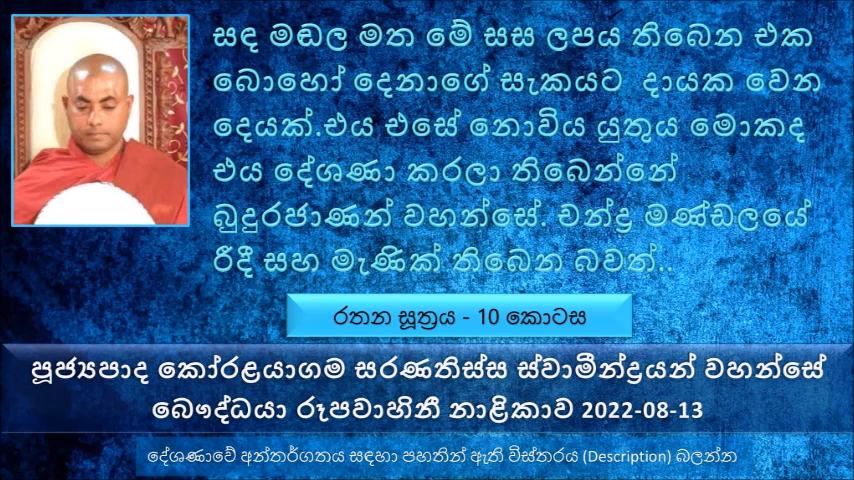 සඳ මඬල මත මේ සස ලපය තිබෙන එක
බොහෝ දෙනාගේ සැකයට දායක වෙන
දෙයක්.එය එසේ නොවිය යුතුය මොකද
එය දේශණා කරලා තිබෙන්නේ
බුදුරජාණන් වහන්සේ. චන්ද්‍ර මණ්ඩලයේ
රිදී සහ මැණික් තිබෙන බවත්..
රතන සූත්‍රය - 10 කොටස
පූජ්‍යපාද කෝරළයාගම සරණතිස්ස ස්වාමීන්ද්‍රයන් වහන්සේ
බෞද්ධයා රූපවාහිනී නාළිකාව 2022-08-13
දේශණාවේ අන්තර්ගතය සඳහා පහතින් ඇති විස්තරය (Description) බලන්න